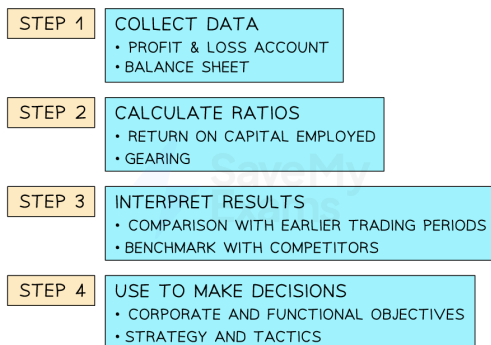 STEP 1
COLLECT DATA
• PROFIT & LOSS ACCOUNT
• BALANCE SHEET
STEP 2
CALCULATE RATIOS
• RETURN ON CAPITAL EMPLOYED
• GEARING
SaveMy
Exams
STEP 3
INTERPRET RESULTS
• COMPARISON WITH EARLIER TRADING PERIODS
• BENCHMARK WITH COMPETITORS
STEP 4
USE TO MAKE DECISIONS
• CORPORATE AND FUNCTIONAL OBJECTIVES
• STRATEGY AND TACTICS